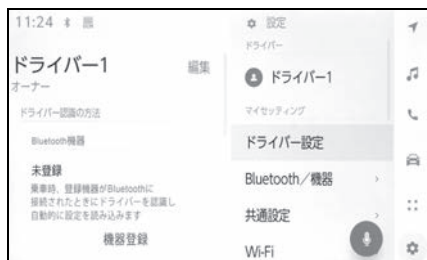 11:24
ドライバー1
編集
オーナー
ドライバー認識の方法
Bluetooth機器
未登録
乗車時、登録機器がBluetoothに
接続されたときにドライバーを認識し
自動的に設定を読み込みます
機器登録
設定
ドライバー
ドライバー1
マイセッティング
ドライバー設定
Bluetooth/機器
共通設定
Wi-Fi